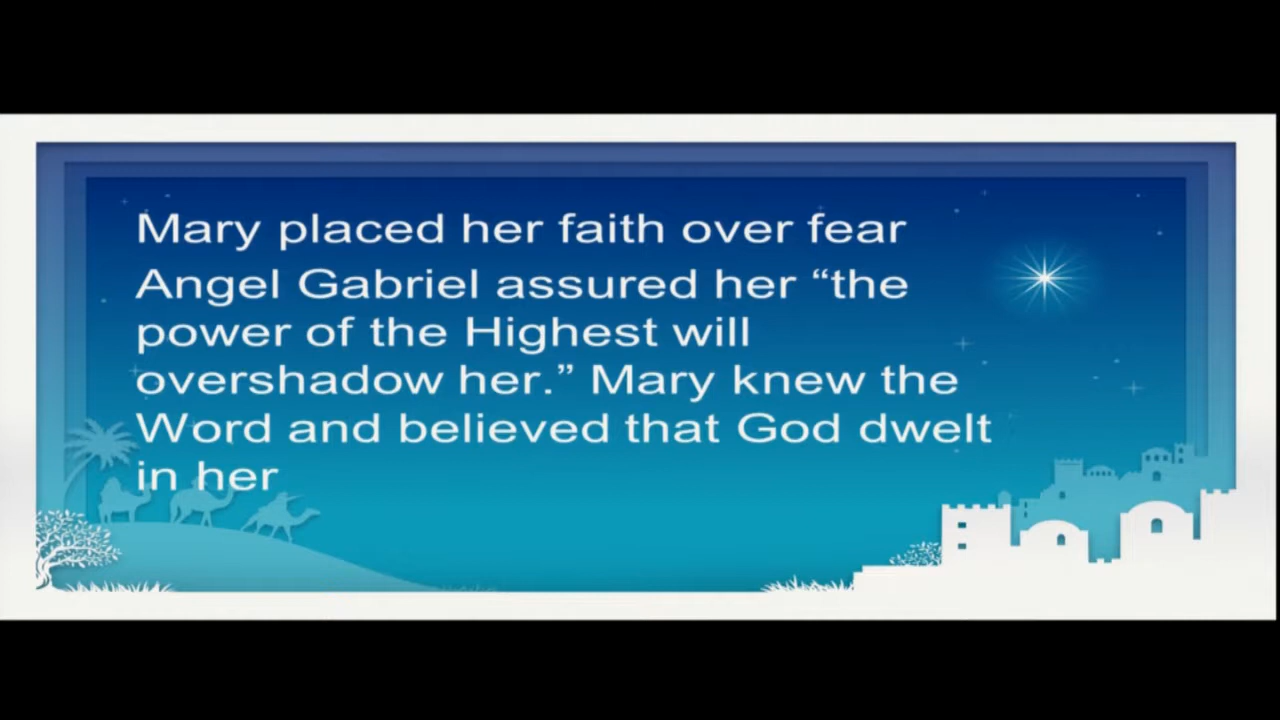 Mary placed her faith over fear
Angel Gabriel assured her “the
power of the Highest will
overshadow her.” Mary knew the
Word and believed that God dwelt
in her